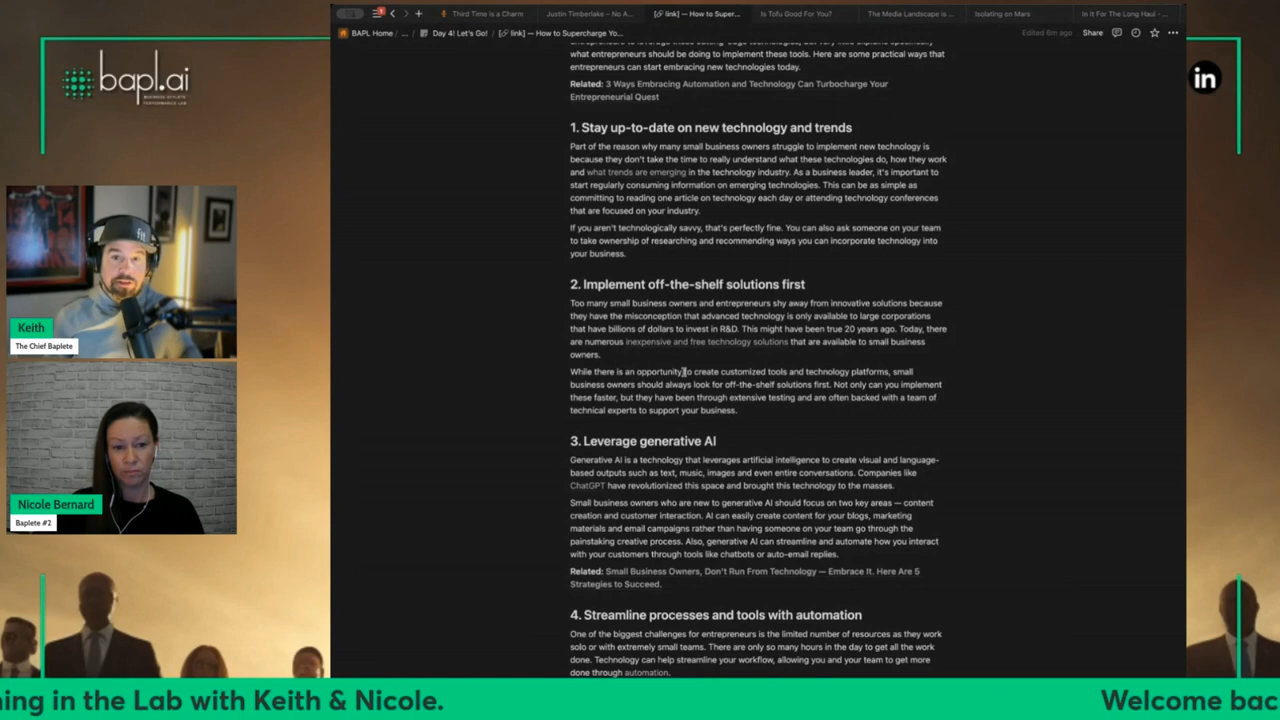 Third Time is a Charm
Justin Timberlake – No A...
[🔗 link] — How to Super...
Is Tofu Good For You?
The Media Landscape is ...
Isolating on Mars
Is It For The Long Haul - ...
BAPL Home / ... / Day 4! Let's Go! / [🔗 link] — How to Supercharge Yo...
Edited 6m ago
Share
bapl.ai
BUSINESS ATHLETE
PERFORMANCE LAB
in
what entrepreneurs should be doing to implement these tools. Here are some practical ways that
entrepreneurs can start embracing new technologies today.
Related: 3 Ways Embracing Automation and Technology Can Turbocharge Your
Entrepreneurial Quest
1. Stay up-to-date on new technology and trends
Part of the reason why many small business owners struggle to implement new technology is
because they don't take the time to really understand what these technologies do, how they work
and what trends are emerging in the technology industry. As a business leader, it's important to
start regularly consuming information on emerging technologies. This can be as simple as
committing to reading one article on technology each day or attending technology conferences
that are focused on your industry.
If you aren't technologically savvy, that's perfectly fine. You can also ask someone on your team
to take ownership of researching and recommending ways you can incorporate technology into
your business.
2. Implement off-the-shelf solutions first
Too many small business owners and entrepreneurs shy away from innovative solutions because
they have the misconception that advanced technology is only available to large corporations
that have billions of dollars to invest in R&D. This might have been true 20 years ago. Today, there
are numerous inexpensive and free technology solutions that are available to small business
owners.
While there is an opportunity to create customized tools and technology platforms, small
business owners should always look for off-the-shelf solutions first. Not only can you implement
these faster, but they have been through extensive testing and are often backed with a team of
technical experts to support your business.
3. Leverage generative AI
Generative AI is a technology that leverages artificial intelligence to create visual and language-
based outputs such as text, music, images and even entire conversations. Companies like
ChatGPT have revolutionized this space and brought this technology to the masses.
Small business owners who are new to generative AI should focus on two key areas — content
creation and customer interaction. AI can easily create content for your blogs, marketing
materials and email campaigns rather than having someone on your team go through the
painstaking creative process. Also, generative AI can streamline and automate how you interact
with your customers through tools like chatbots or auto-email replies.
Related: Small Business Owners, Don't Run From Technology — Embrace It. Here Are 5
Strategies to Succeed.
4. Streamline processes and tools with automation
One of the biggest challenges for entrepreneurs is the limited number of resources as they work
solo or with extremely small teams. There are only so many hours in the day to get all the work
done. Technology can help streamline your workflow, allowing you and your team to get more
done through automation.
fit
Keith
The Chief Baplete
Nicole Bernard
Baplete #2
ning in the Lab with Keith & Nicole.
Welcome bac